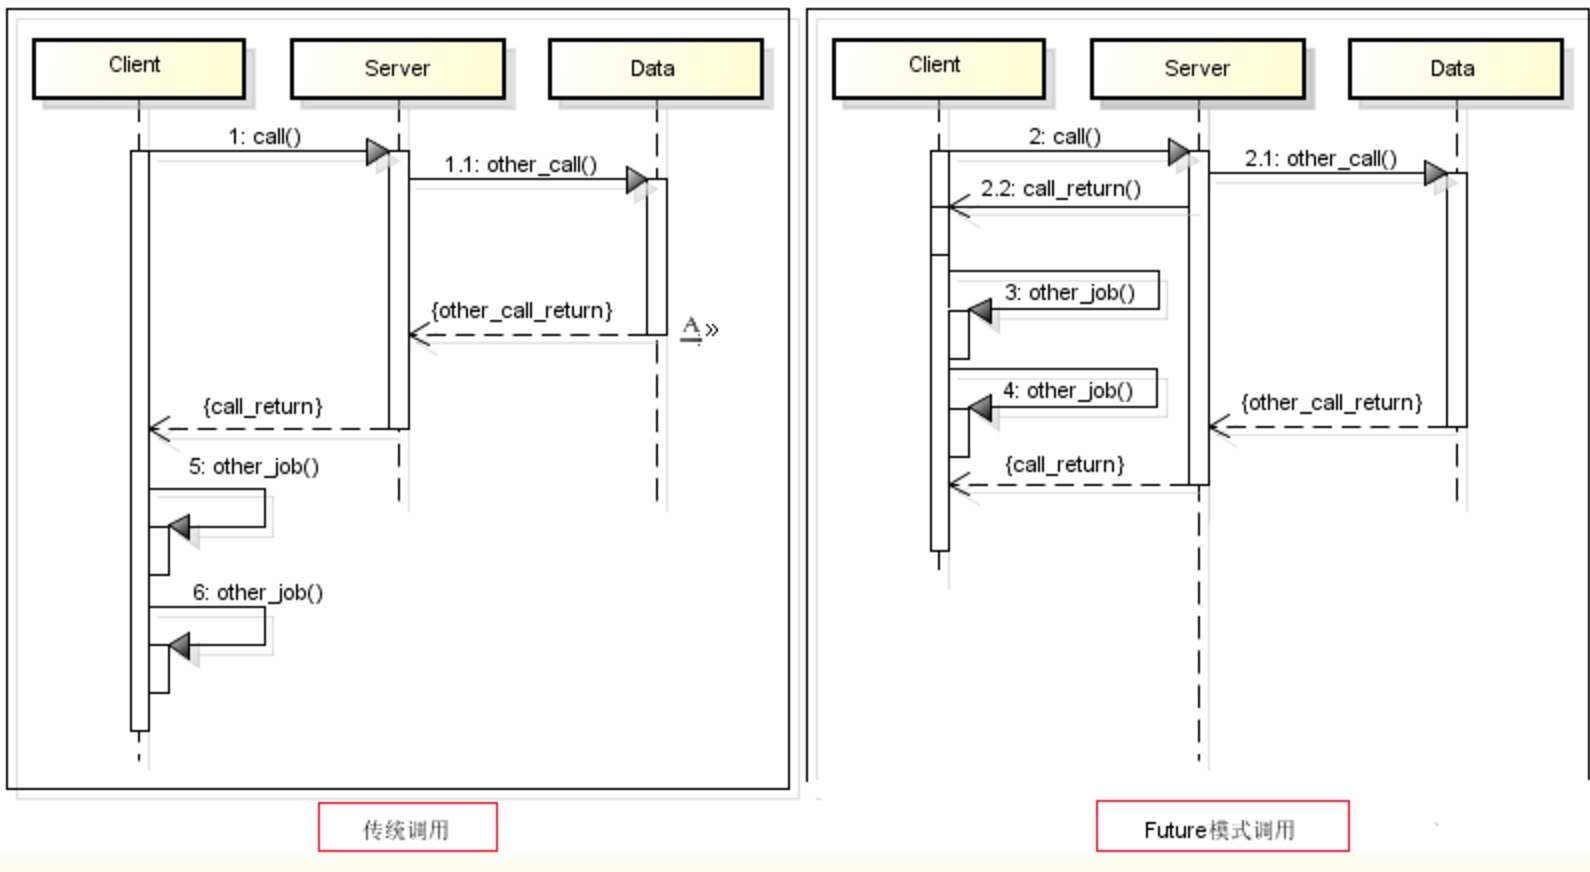 Client
Server
Data
1: call()
1.1: other_call()
{other_call_return}
A»
{call_return}
5: other_job()
6: other_job()
传统调用
Client
Server
Data
2: call()
2.1: other_call()
2.2: call_return()
3: other_job()
4: other_job()
{other_call_return}
{call_return}
Future模式调用